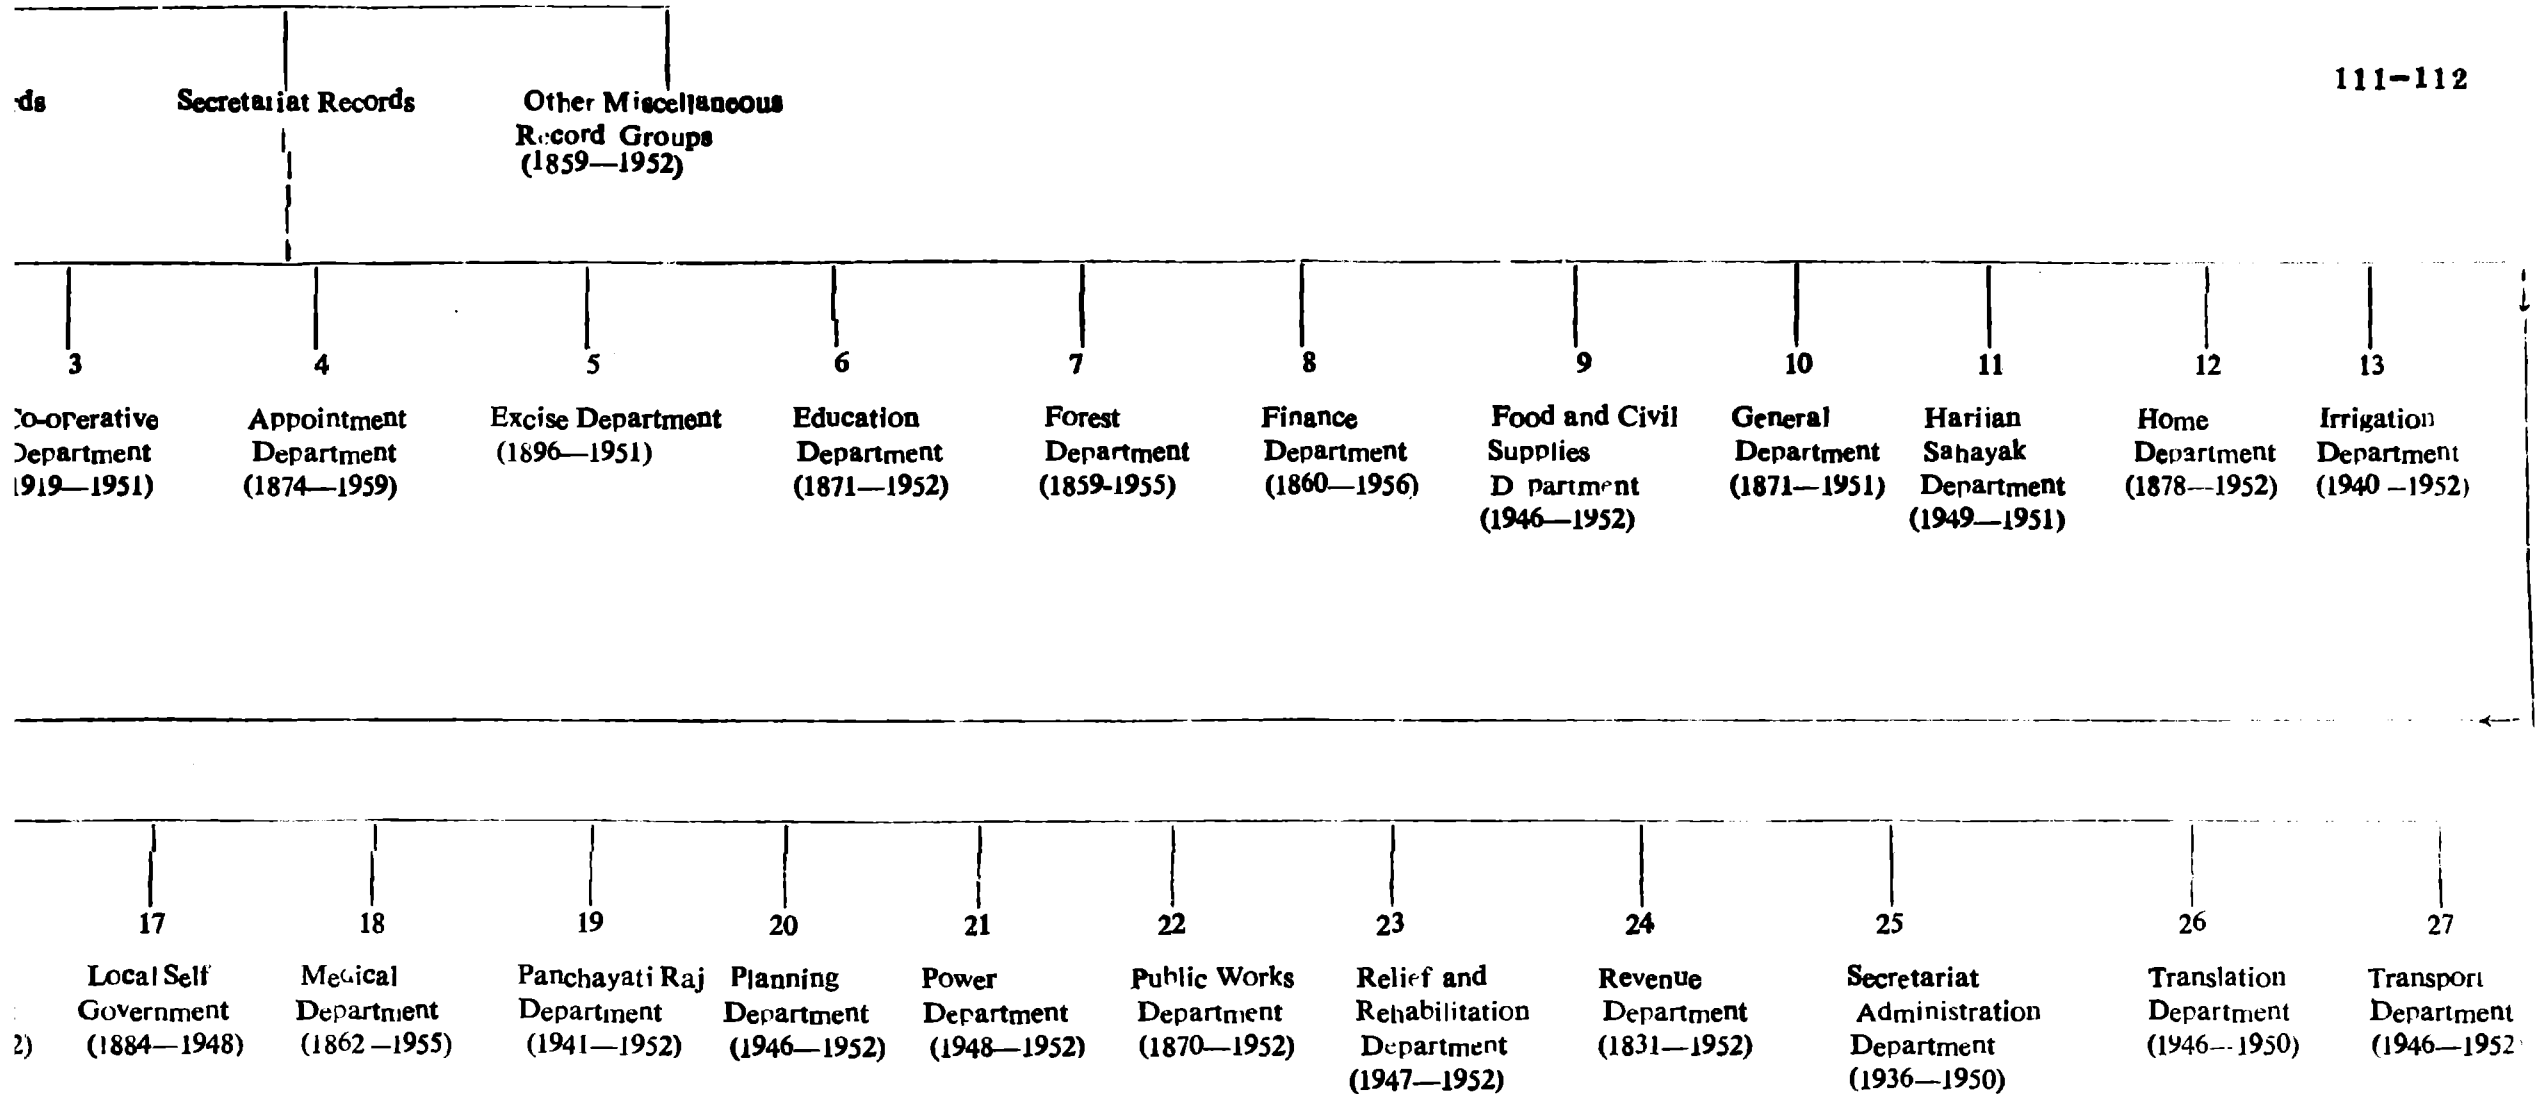 111-112
ds
Secretariat Records
Other Miscellaneous
Record Groups
(1859—1952)
3
Co-operative
Department
1919—1951)
4
Appointment
Department
(1874—1959)
5
Excise Department
(1896—1951)
6
Education
Department
(1871—1952)
7
Forest
Department
(1859-1955)
8
Finance
Department
(1860—1956)
9
Food and Civil
Supplies
D partment
(1946—1952)
10
General
Department
(1871—1951)
11
Harijan
Sahayak
Department
(1949—1951)
12
Home
Department
(1878—1952)
13
Irrigation
Department
(1940—1952)
2)
17
Local Self
Government
(1884—1948)
18
Medical
Department
(1862—1955)
19
Panchayati Raj
Department
(1941—1952)
20
Planning
Department
(1946—1952)
21
Power
Department
(1948—1952)
22
Public Works
Department
(1870—1952)
23
Relief and
Rehabilitation
Department
(1947—1952)
24
Revenue
Department
(1831—1952)
25
Secretariat
Administration
Department
(1936—1950)
26
Translation
Department
(1946—1950)
27
Transport
Department
(1946—1952